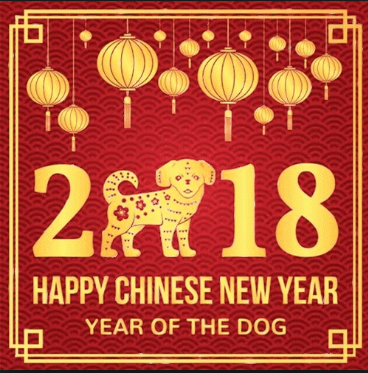 2018
HAPPY CHINESE NEW YEAR
YEAR OF THE DOG